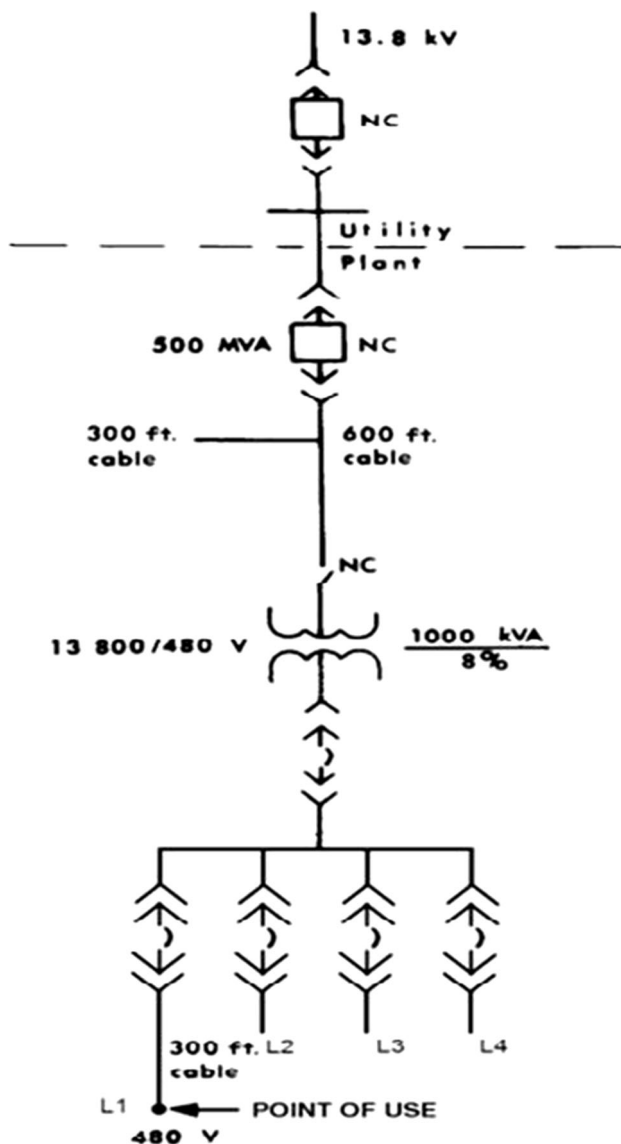 13.8 kV
NC
Utility
Plant
500 MVA
NC
300 ft.
cable
600 ft.
cable
NC
13 800/480 V
1000 kVA
8%
L2
L3
L4
300 ft.
cable
L1
POINT OF USE
480 V